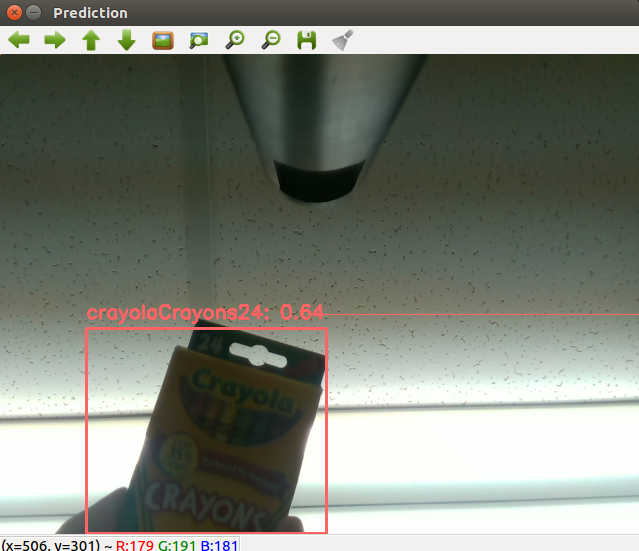 Prediction
crayolaCrayons24: 0.64
24
Crayola
CRAYONS
(x=506, y=301) ~ R:179 G:191 B:181